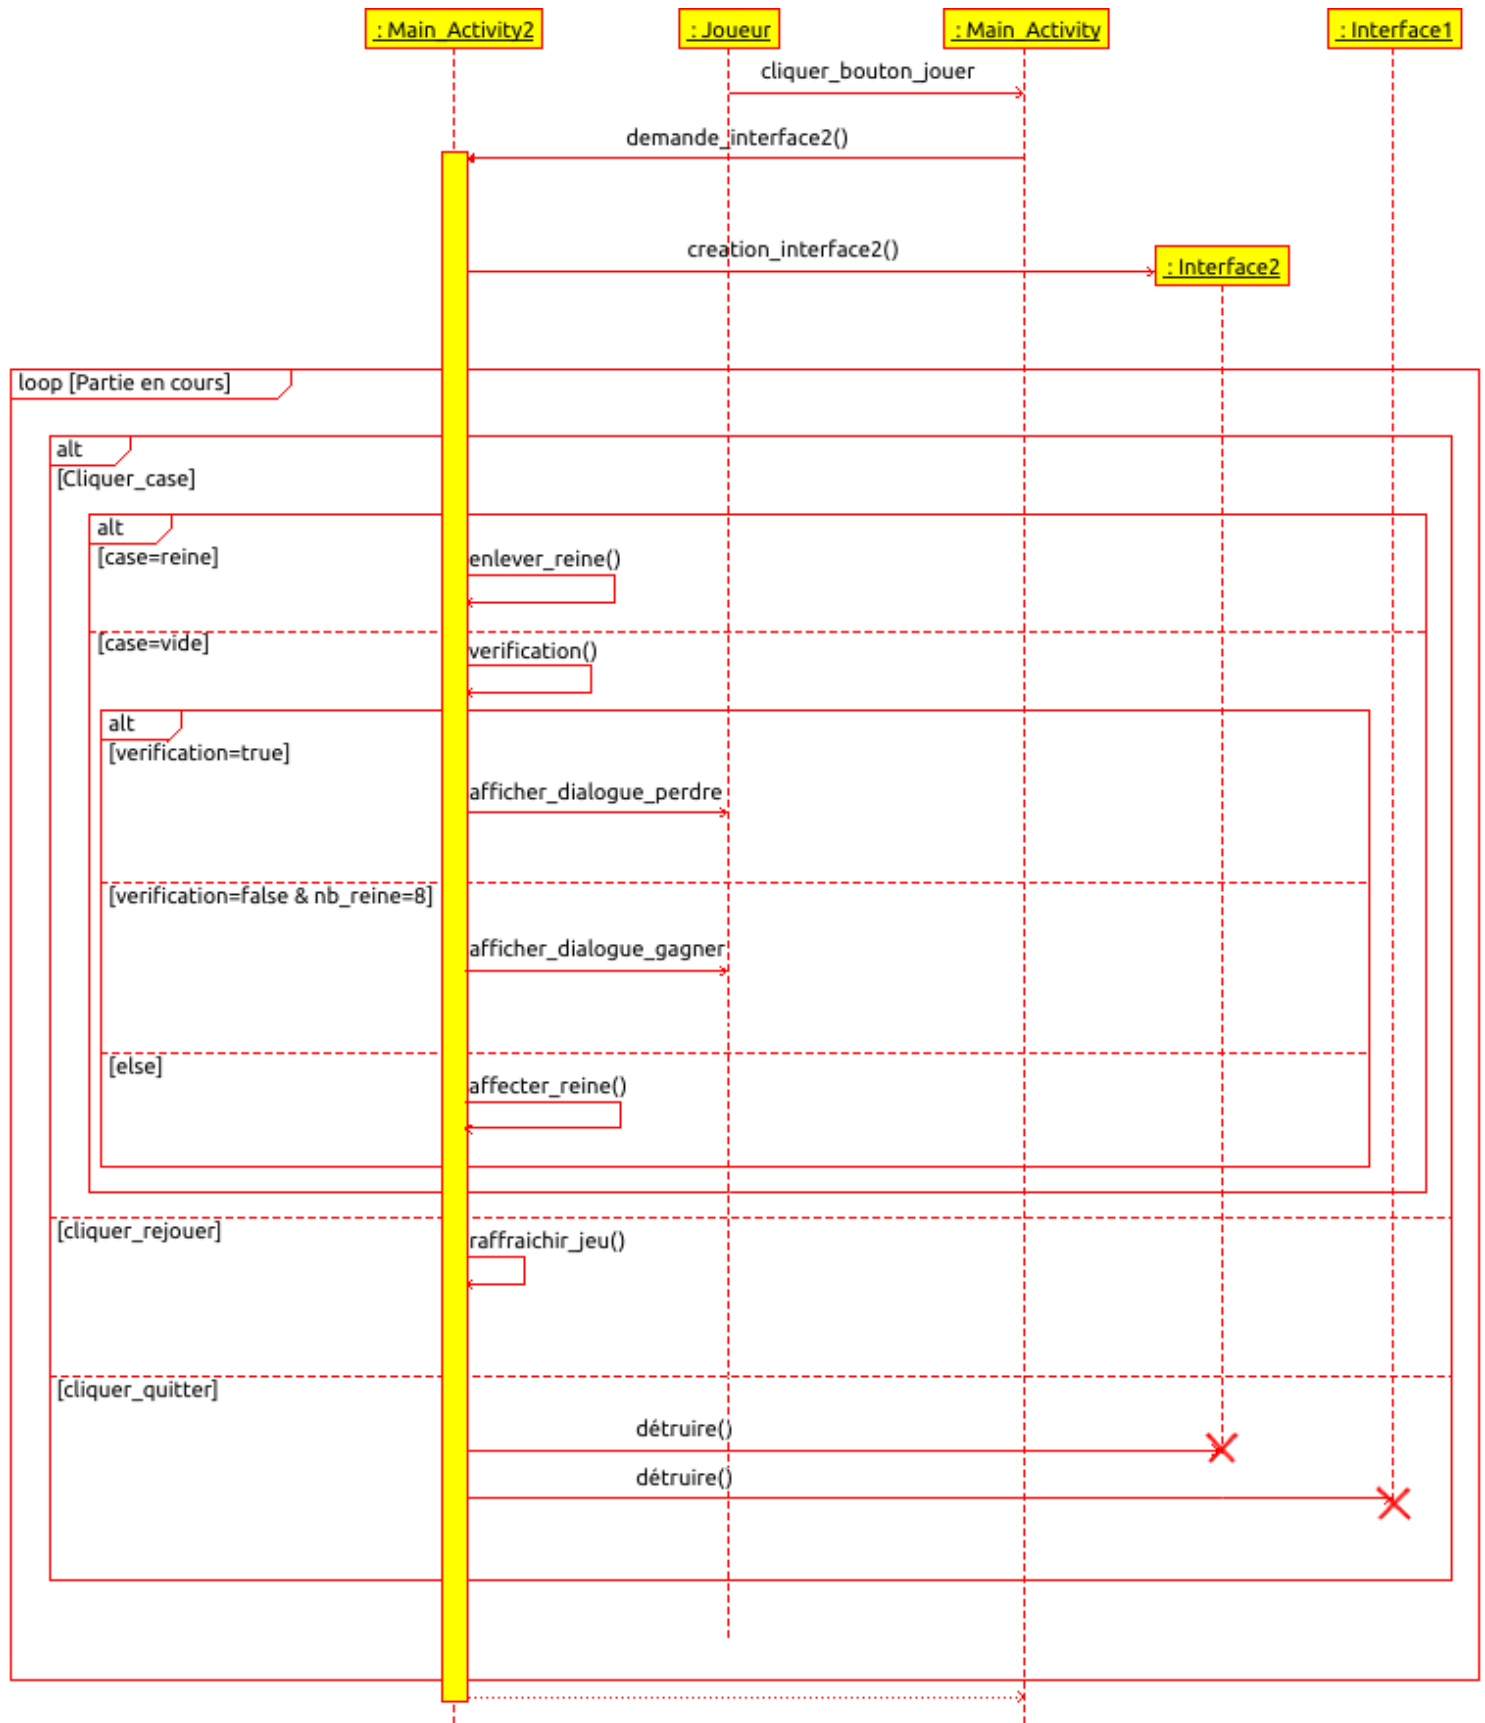 : Main_Activity2
: Joueur
: Main_Activity
: Interface1
cliquer_bouton_jouer
demande_interface2()
creation_interface2()
: Interface2
loop [Partie en cours]
alt
[Cliquer_case]
alt
[case=reine]
enlever_reine()
[case=vide]
verification()
alt
[verification=true]
afficher_dialogue_perdre
[verification=false & nb_reine=8]
afficher_dialogue_gagner
[else]
affecter_reine()
[cliquer_rejouer]
raffraichir_jeu()
[cliquer_quitter]
détruire()
détruire()